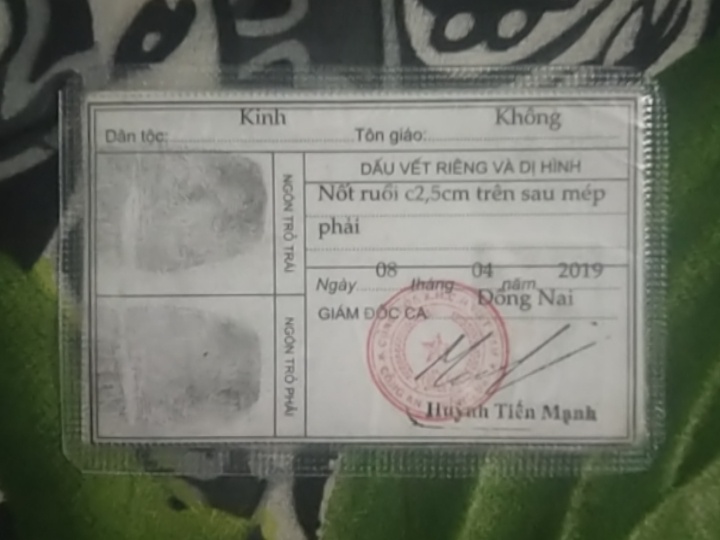 Kinh Không
Dân tộc: Tôn giáo:
DẤU VẾT RIÊNG VÀ DỊ HÌNH
Nốt ruồi c2,5cm trên sau mép
phải
NGÓN TRỎ TRÁI
08 04 2019
Ngày tháng năm
Đồng Nai
GIÁM ĐỐC CA
NGÓN TRỎ PHẢI
Huỳnh Tiến Mạnh